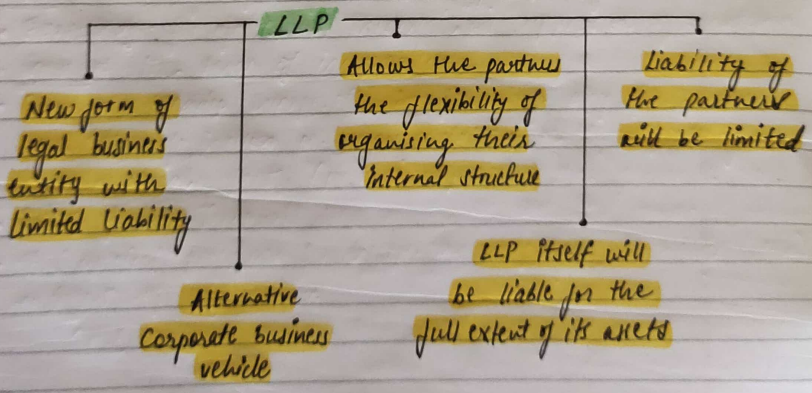 LLP
New form of
legal business
entity with
limited liability
Alternative
Corporate business
vehicle
Allows the partners
the flexibility of
organising their
internal structure
LLP itself will
be liable for the
full extent of its assets
Liability of
the partners
will be limited